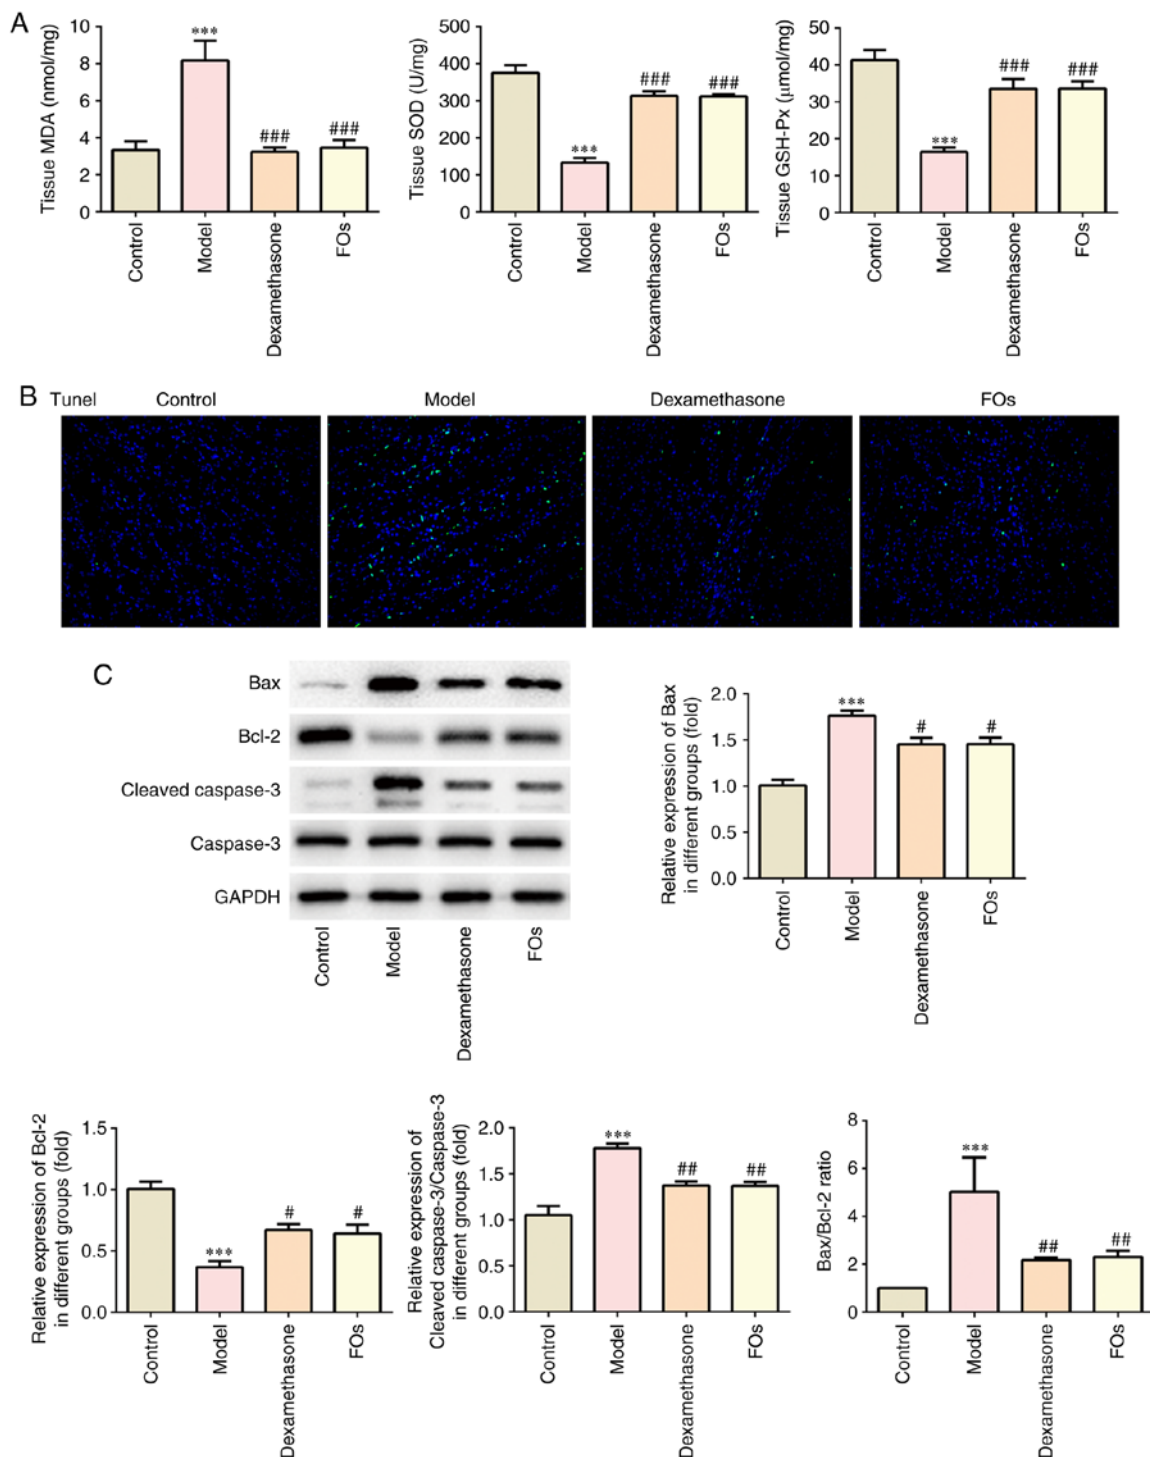 A
Tissue MDA (nmol/mg)
10
8
6
4
2
0
***
###
###
Control
Model
Dexamethasone
FOs
Tissue SOD (U/mg)
500
400
300
200
100
0
***
###
###
Control
Model
Dexamethasone
FOs
Tissue GSH-Px (μmol/mg)
50
40
30
20
10
0
***
###
###
Control
Model
Dexamethasone
FOs
B
Tunel
Control
Model
Dexamethasone
FOs
C
Bax
Bcl-2
Cleaved caspase-3
Caspase-3
GAPDH
Control
Model
Dexamethasone
FOs
Relative expression of Bax
in different groups (fold)
2.0
1.5
1.0
0.5
0.0
***
#
#
Control
Model
Dexamethasone
FOs
Relative expression of Bcl-2
in different groups (fold)
1.5
1.0
0.5
0.0
***
#
#
Control
Model
Dexamethasone
FOs
Relative expression of
Cleaved caspase-3/Caspase-3
in different groups (fold)
2.0
1.5
1.0
0.5
0.0
***
##
##
Control
Model
Dexamethasone
FOs
Bax/Bcl-2 ratio
8
6
4
2
0
***
##
##
Control
Model
Dexamethasone
FOs